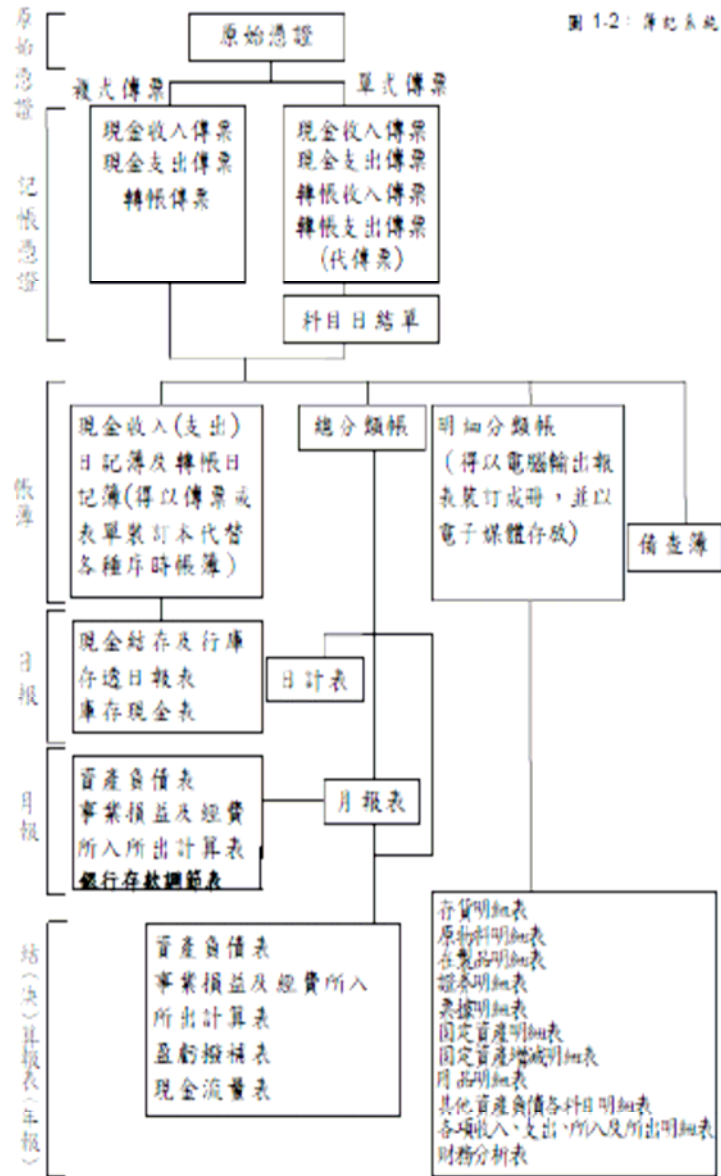 圖 1-2: 簿記系統
原始憑證
原始憑證
複式傳票
單式傳票
記帳憑證
現金收入傳票
現金支出傳票
轉帳傳票
現金收入傳票
現金支出傳票
轉帳收入傳票
轉帳支出傳票
(代傳票)
科目日結單
帳簿
現金收入(支出)
日記簿及轉帳日
記簿(得以傳票或
表單裝訂本代替
各種序時帳簿)
總分類帳
明細分類帳
(得以電腦輸出報
表裝訂成冊，並以
電子媒體存放)
備查簿
日報
現金結存及行庫
存透日報表
庫存現金表
日計表
月報
資產負債表
事業損益及經費
所入所出計算表
銀行存款調節表
月報表
結(決)算報表(年報)
資產負債表
事業損益及經費所入
所出計算表
盈虧撥補表
現金流量表
存貨明細表
原物料明細表
在製品明細表
證券明細表
票據明細表
固定資產明細表
固定資產增減明細表
用品明細表
其他資產負債各科目明細表
各項收入、支出、所入及所出明細表
財務分析表